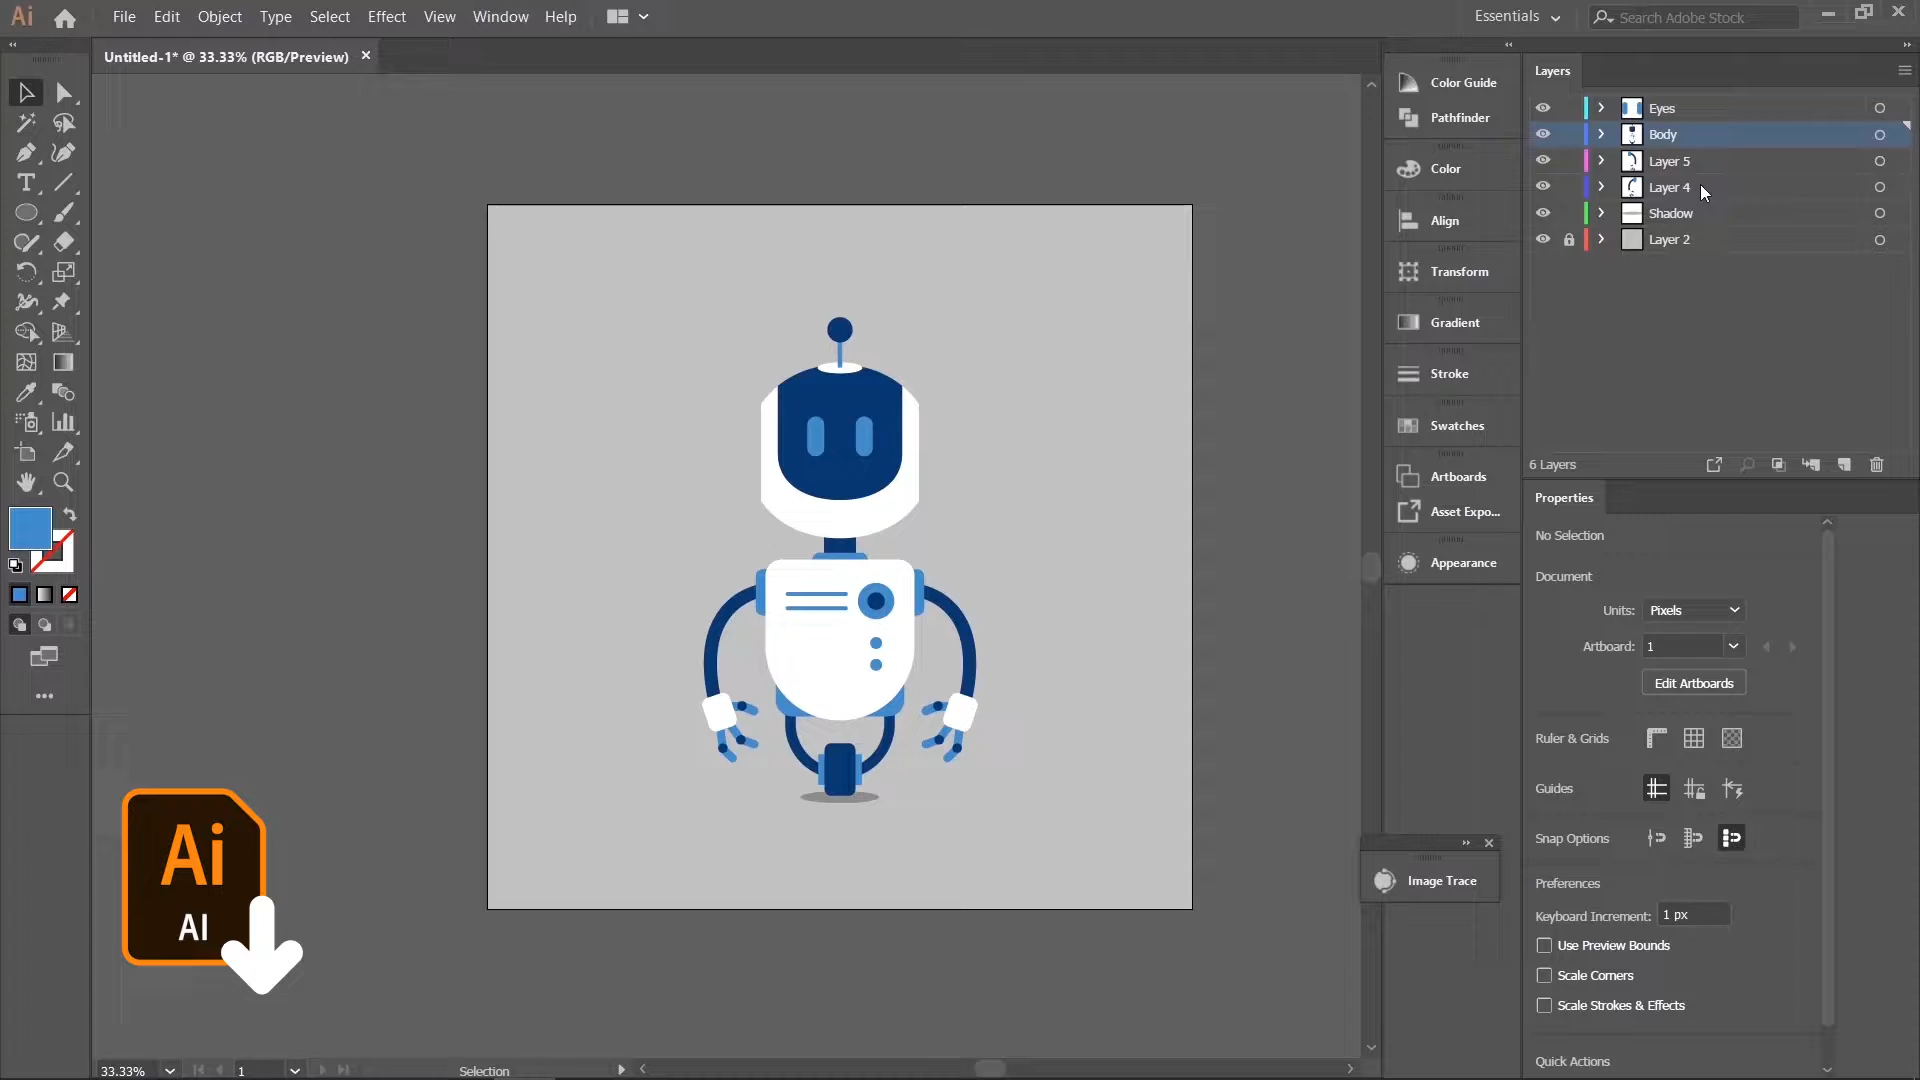 Ai
File Edit Object Type Select Effect View Window Help
Essentials
Search Adobe Stock
Untitled-1* @ 33.33% (RGB/Preview)
Color Guide
Pathfinder
Color
Align
Transform
Gradient
Stroke
Swatches
Artboards
Asset Expo...
Appearance
Image Trace
Layers
Eyes
Body
Layer 5
Layer 4
Shadow
Layer 2
6 Layers
Properties
No Selection
Document
Units: Pixels
Artboard: 1
Edit Artboards
Ruler & Grids
Guides
Snap Options
Preferences
Keyboard Increment: 1 px
Use Preview Bounds
Scale Corners
Scale Strokes & Effects
Quick Actions
Ai
AI
33.33% 1 Selection